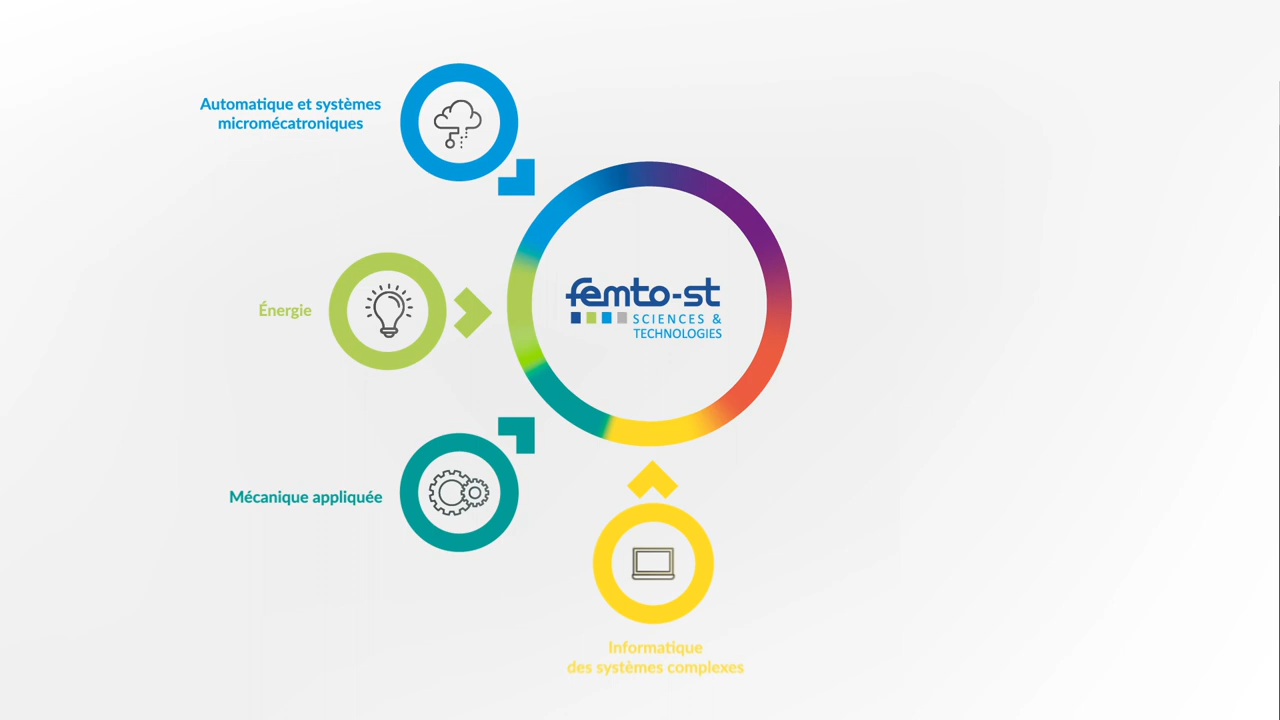 Automatique et systèmes
micromécatroniques
Énergie
femto-st
SCIENCES &
TECHNOLOGIES
Mécanique appliquée
Informatique
des systèmes complexes